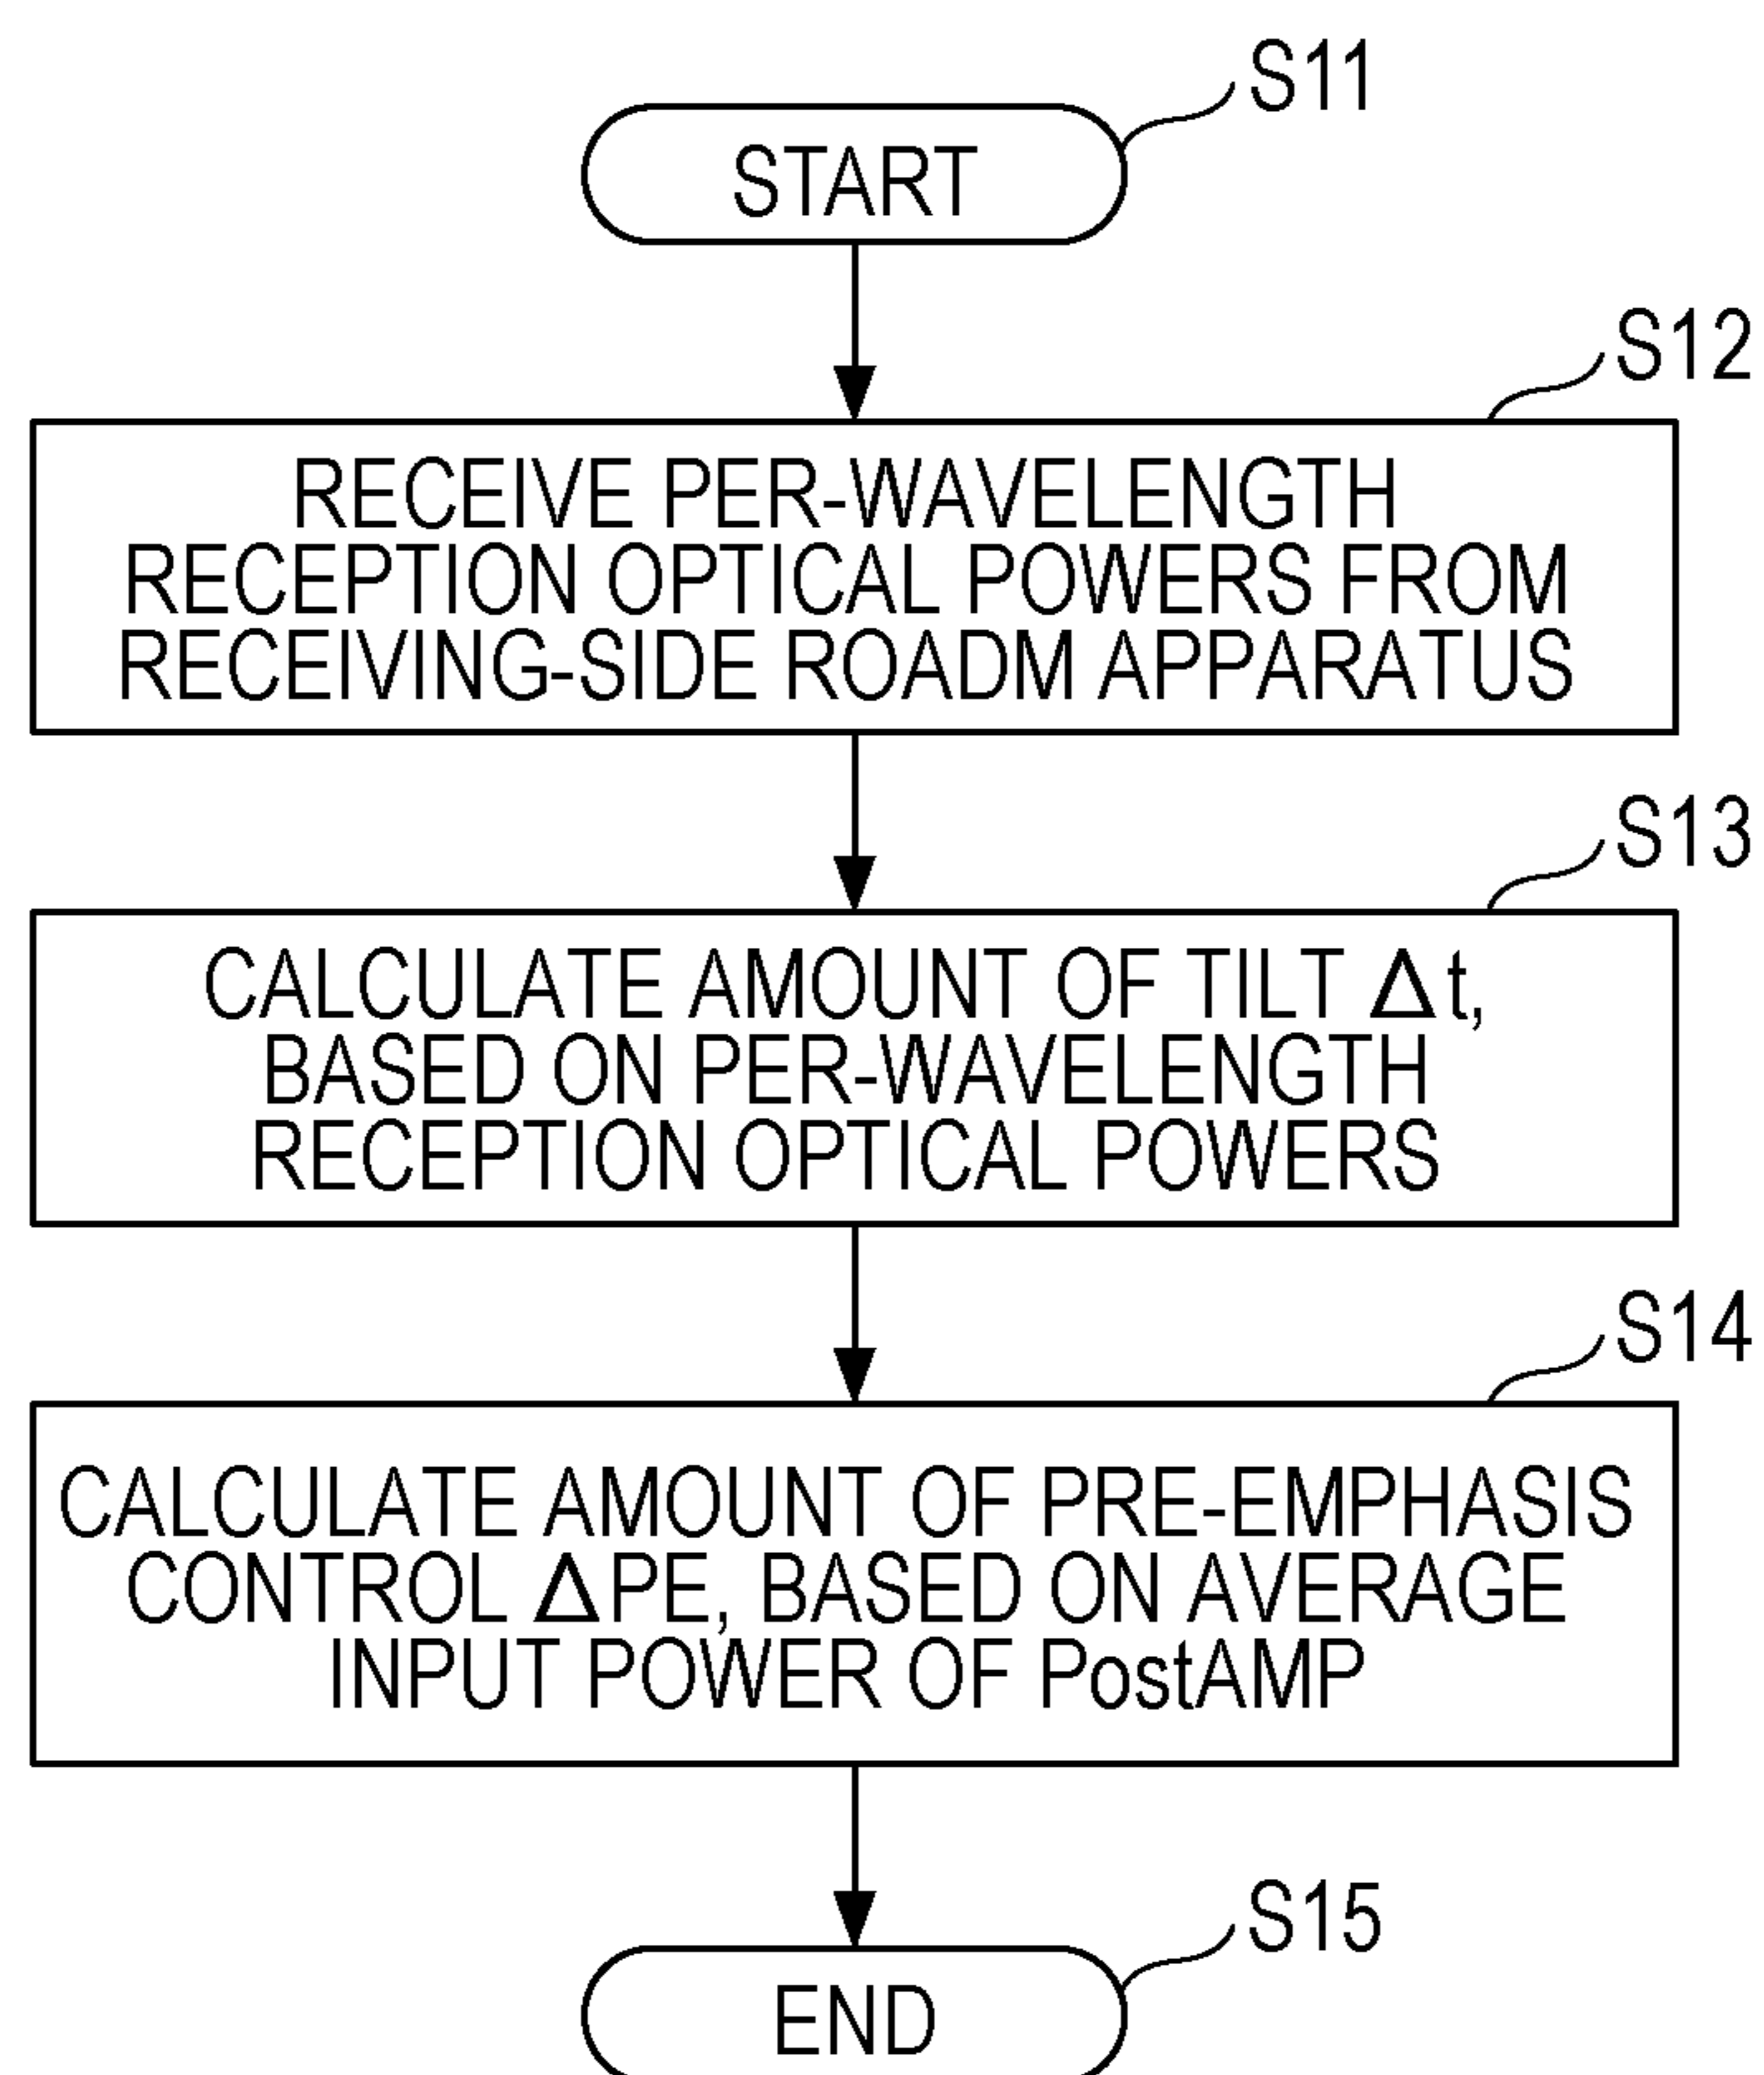 S11
START
S12
RECEIVE PER-WAVELENGTH
RECEPTION OPTICAL POWERS FROM
RECEIVING-SIDE ROADM APPARATUS
S13
CALCULATE AMOUNT OF TILT Δt,
BASED ON PER-WAVELENGTH
RECEPTION OPTICAL POWERS
S14
CALCULATE AMOUNT OF PRE-EMPHASIS
CONTROL ΔPE, BASED ON AVERAGE
INPUT POWER OF PostAMP
S15
END